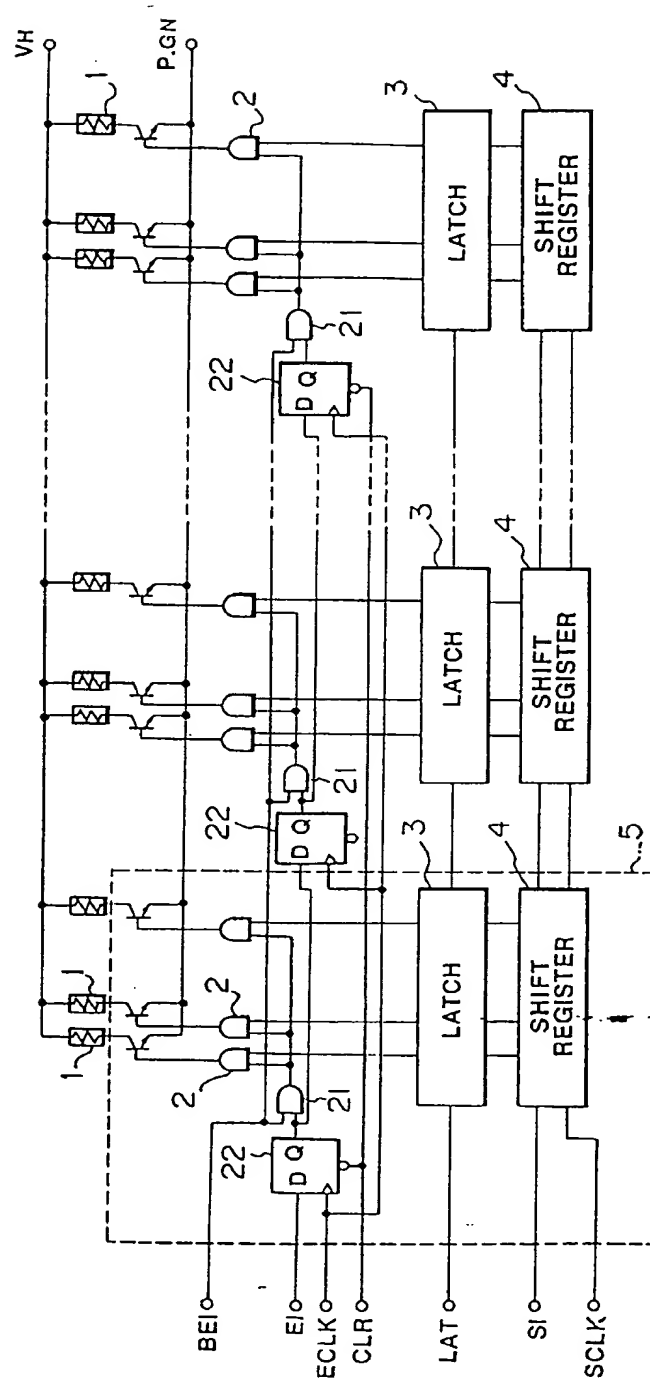 VH
P.GN
1
2
3
LATCH
4
SHIFT
REGISTER
21
22
D Q
3
LATCH
4
SHIFT
REGISTER
21
22
D Q
5
1
1
2
2
3
LATCH
4
SHIFT
REGISTER
21
22
D Q
BEI
EI
ECLK
CLR
LAT
SI
SCLK